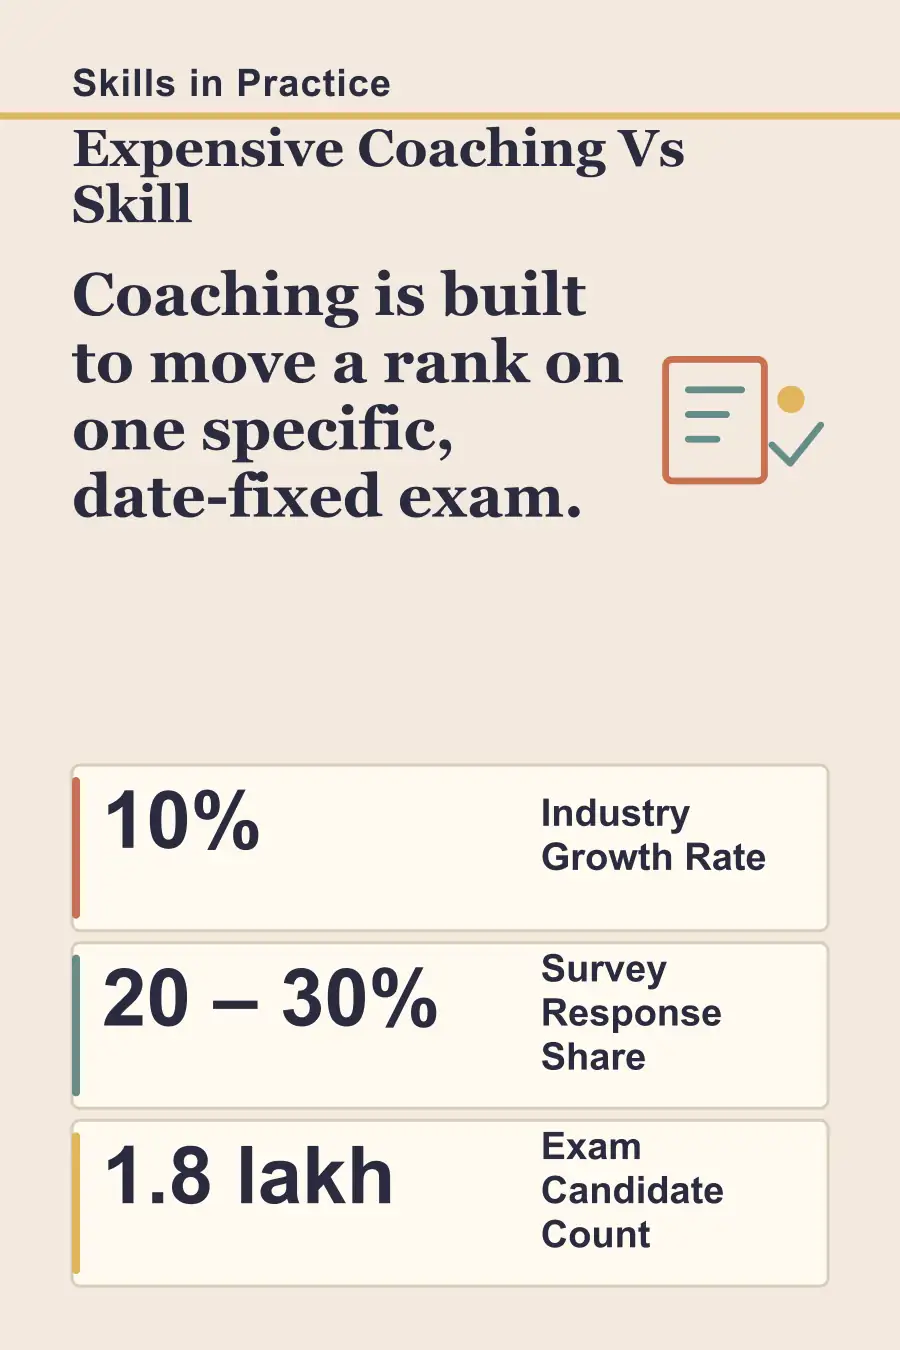 Skills in Practice
Expensive Coaching Vs
Skill
Coaching is built
to move a rank on
one specific,
date-fixed exam.
10%
Industry
Growth Rate
20 – 30%
Survey
Response
Share
1.8 lakh
Exam
Candidate
Count